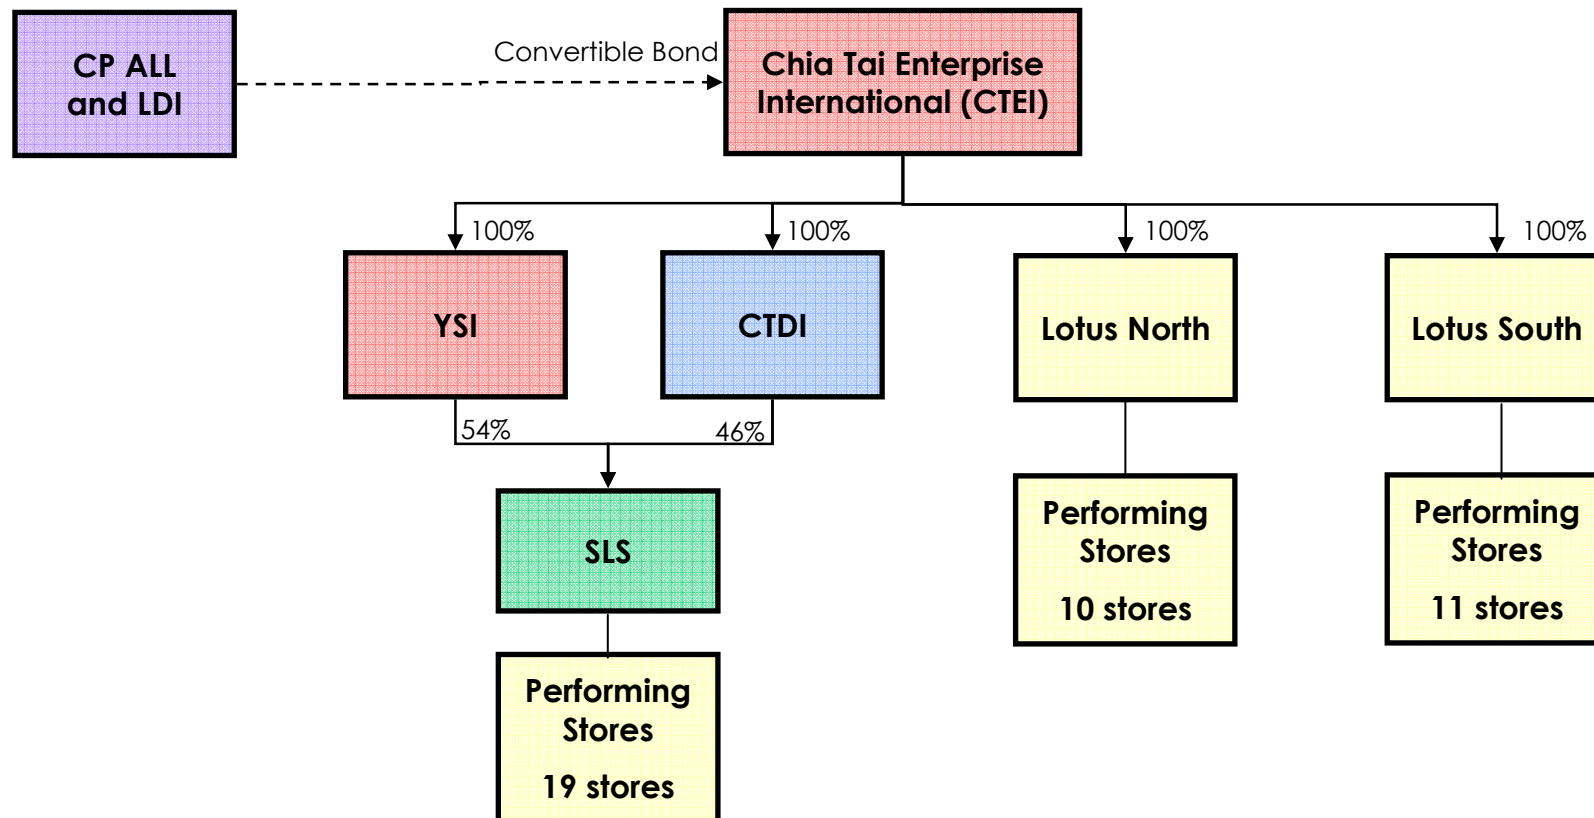 CP ALL
and LDI
Convertible Bond
Chia Tai Enterprise
International (CTEI)
100%
100%
100%
100%
YSI
CTDI
Lotus North
Lotus South
54%
46%
SLS
Performing
Stores
10 stores
Performing
Stores
11 stores
Performing
Stores
19 stores